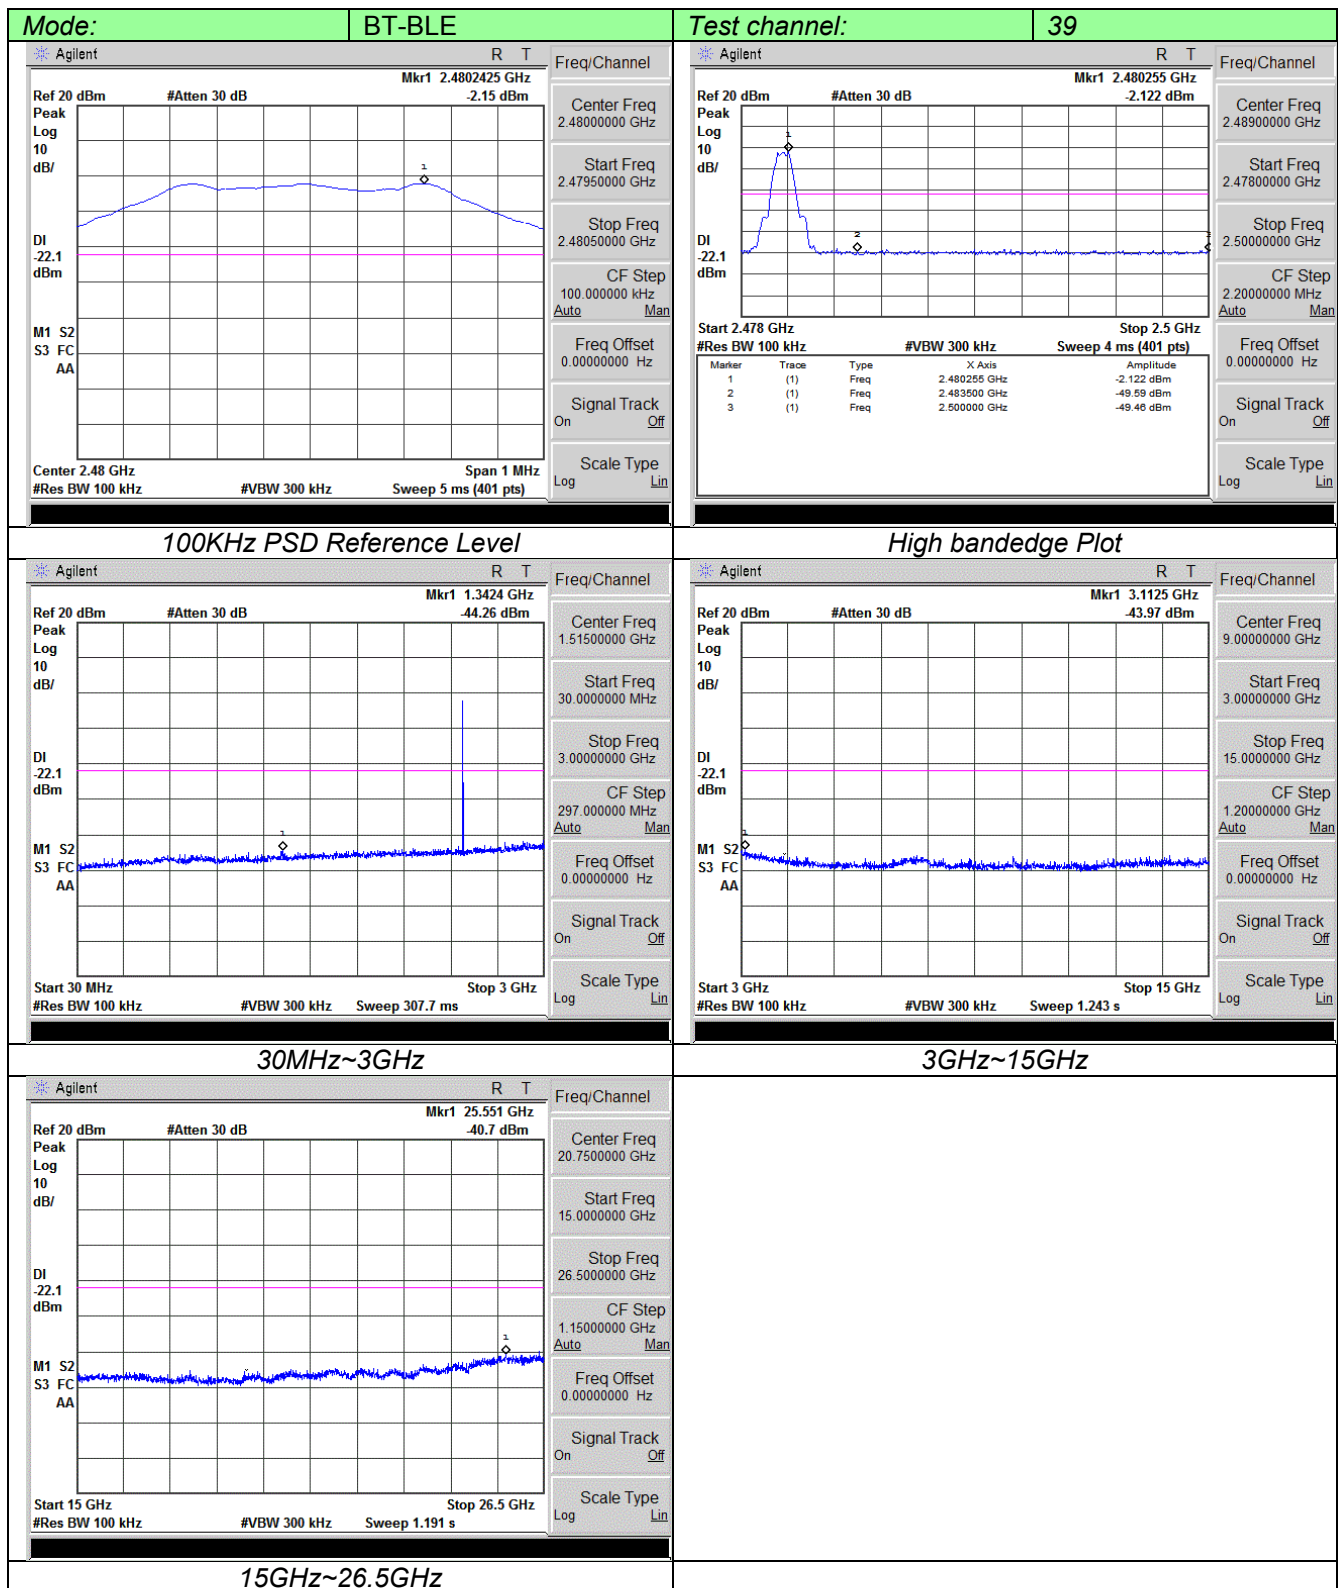 Mode: BT-BLE Test channel: 39
Agilent R T
Mkr1 2.4802425 GHz
Ref 20 dBm #Atten 30 dB -2.15 dBm
Peak
Log
10
dB/
1
DI
-22.1
dBm
M1 S2
S3 FC
AA
Center 2.48 GHz Span 1 MHz
#Res BW 100 kHz #VBW 300 kHz Sweep 5 ms (401 pts)
Freq/Channel
Center Freq
2.48000000 GHz
Start Freq
2.47950000 GHz
Stop Freq
2.48050000 GHz
CF Step
100.000000 kHz
Auto Man
Freq Offset
0.00000000 Hz
Signal Track
On Off
Scale Type
Log Lin
Agilent R T
Mkr1 2.480255 GHz
Ref 20 dBm #Atten 30 dB -2.122 dBm
Peak
Log
10
dB/
1
2
3
DI
-22.1
dBm
Start 2.478 GHz Stop 2.5 GHz
#Res BW 100 kHz #VBW 300 kHz Sweep 4 ms (401 pts)
Marker Trace Type X Axis Amplitude
1 (1) Freq 2.480255 GHz -2.122 dBm
2 (1) Freq 2.483500 GHz -49.59 dBm
3 (1) Freq 2.500000 GHz -49.46 dBm
Freq/Channel
Center Freq
2.48900000 GHz
Start Freq
2.47800000 GHz
Stop Freq
2.50000000 GHz
CF Step
2.20000000 MHz
Auto Man
Freq Offset
0.00000000 Hz
Signal Track
On Off
Scale Type
Log Lin
100KHz PSD Reference Level High bandedge Plot
Agilent R T
Mkr1 1.3424 GHz
Ref 20 dBm #Atten 30 dB -44.26 dBm
Peak
Log
10
dB/
DI
-22.1
dBm
1
M1 S2
S3 FC
AA
Start 30 MHz Stop 3 GHz
#Res BW 100 kHz #VBW 300 kHz Sweep 307.7 ms
Freq/Channel
Center Freq
1.51500000 GHz
Start Freq
30.0000000 MHz
Stop Freq
3.00000000 GHz
CF Step
297.000000 MHz
Auto Man
Freq Offset
0.00000000 Hz
Signal Track
On Off
Scale Type
Log Lin
Agilent R T
Mkr1 3.1125 GHz
Ref 20 dBm #Atten 30 dB -43.97 dBm
Peak
Log
10
dB/
DI
-22.1
dBm
1
M1 S2
S3 FC
AA
Start 3 GHz Stop 15 GHz
#Res BW 100 kHz #VBW 300 kHz Sweep 1.243 s
Freq/Channel
Center Freq
9.00000000 GHz
Start Freq
3.00000000 GHz
Stop Freq
15.0000000 GHz
CF Step
1.20000000 GHz
Auto Man
Freq Offset
0.00000000 Hz
Signal Track
On Off
Scale Type
Log Lin
30MHz~3GHz 3GHz~15GHz
Agilent R T
Mkr1 25.551 GHz
Ref 20 dBm #Atten 30 dB -40.7 dBm
Peak
Log
10
dB/
DI
-22.1
dBm
1
M1 S2
S3 FC
AA
Start 15 GHz Stop 26.5 GHz
#Res BW 100 kHz #VBW 300 kHz Sweep 1.191 s
Freq/Channel
Center Freq
20.7500000 GHz
Start Freq
15.0000000 GHz
Stop Freq
26.5000000 GHz
CF Step
1.15000000 GHz
Auto Man
Freq Offset
0.00000000 Hz
Signal Track
On Off
Scale Type
Log Lin
15GHz~26.5GHz